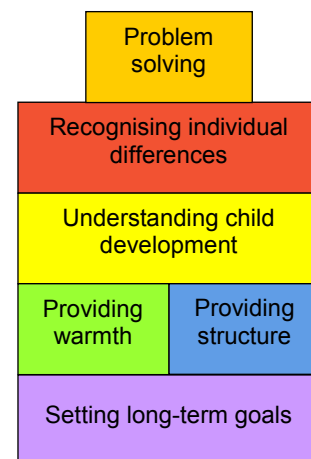 Problem
solving
Recognising individual
differences
Understanding child
development
Providing
warmth
Providing
structure
Setting long-term goals